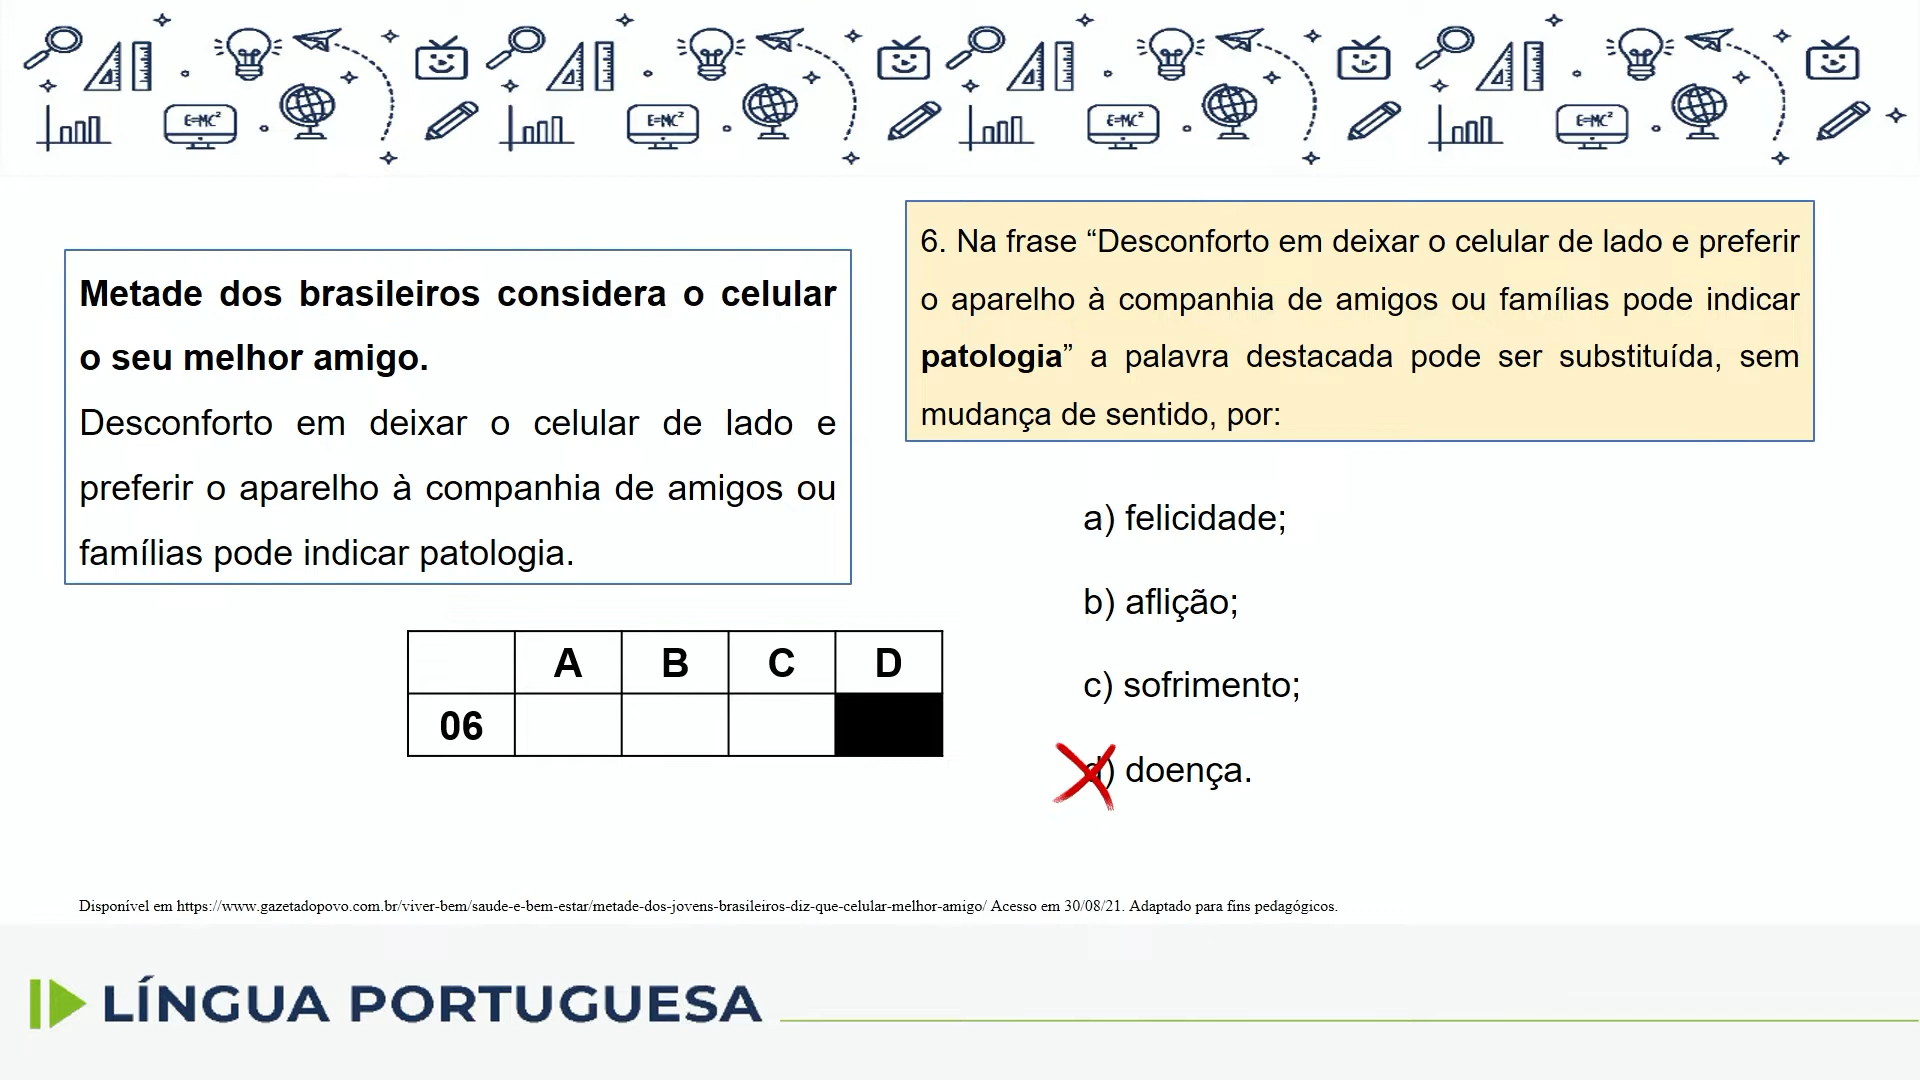 E=MC²
E=MC²
E=MC²
E=MC²
Metade dos brasileiros considera o celular
o seu melhor amigo.
Desconforto em deixar o celular de lado e
preferir o aparelho à companhia de amigos ou
famílias pode indicar patologia.
6. Na frase “Desconforto em deixar o celular de lado e preferir
o aparelho à companhia de amigos ou famílias pode indicar
patologia” a palavra destacada pode ser substituída, sem
mudança de sentido, por:
a) felicidade;
b) aflição;
c) sofrimento;
d) doença.
A B C D
06
Disponível em https://www.gazetadopovo.com.br/viver-bem/saude-e-bem-estar/metade-dos-jovens-brasileiros-diz-que-celular-melhor-amigo/ Acesso em 30/08/21. Adaptado para fins pedagógicos.
LÍNGUA PORTUGUESA